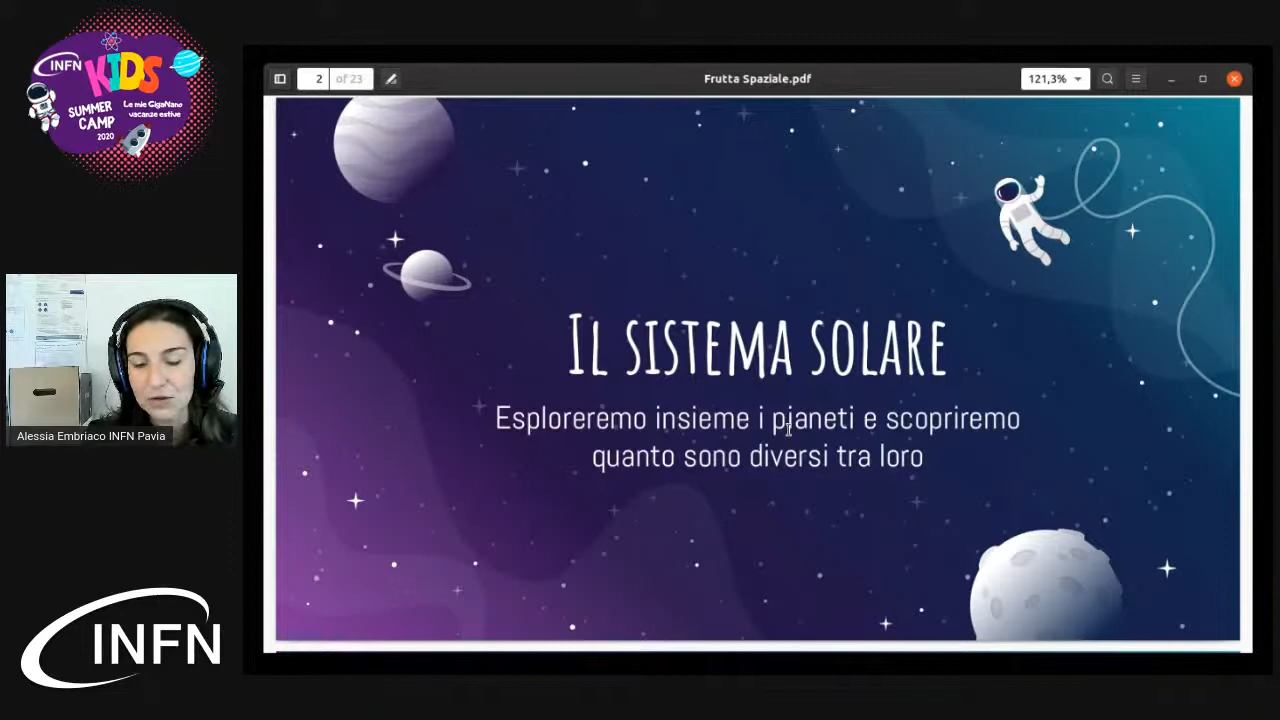 INFN
KIDS
SUMMER
CAMP
2020
Le mie GigaNano
vacanze estive
2 of 23
Frutta Spaziale.pdf
121,3%
Il sistema solare
Esploreremo insieme i pianeti e scopriremo
quanto sono diversi tra loro
Alessia Embriaco INFN Pavia
INFN